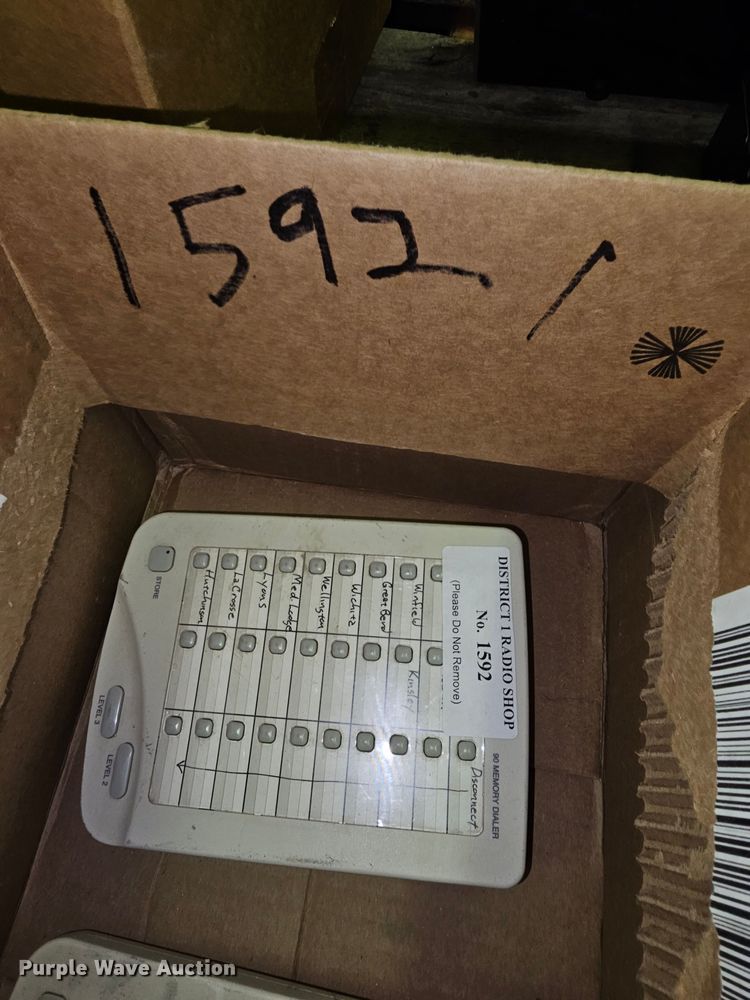 1592 1
DISTRICT 1 RADIO SHOP
No. 1592
(Please Do Not Remove)
90 MEMORY DIALER
Winfield
Great Bend
Wichita
Wellington
Med. Lodge
Lyons
LaCrosse
Hutchinson
Kinsley
Disconnect
STORE
LEVEL 3
LEVEL 2
Purple Wave Auction